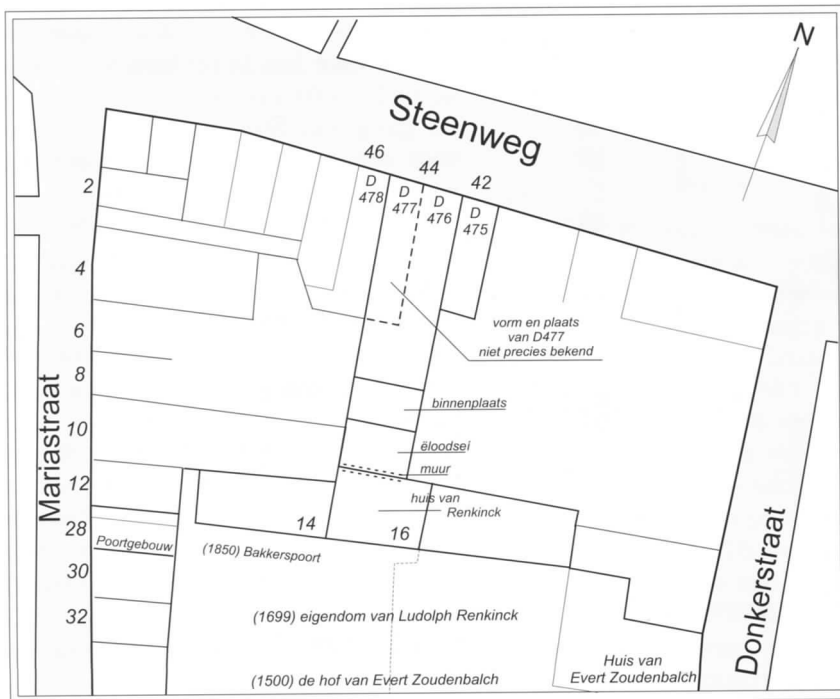 N
Steenweg
46
44
42
D
478
D
477
D
476
D
475
2
4
6
8
10
12
28
30
32
Mariastraat
vorm en plaats
van D477
niet precies bekend
binnenplaats
ëloodsei
muur
huis van
Renkinck
14
16
Poortgebouw
(1850) Bakkerspoort
(1699) eigendom van Ludolph Renkinck
(1500) de hof van Evert Zoudenbalch
Huis van
Evert Zoudenbalch
Donkerstraat